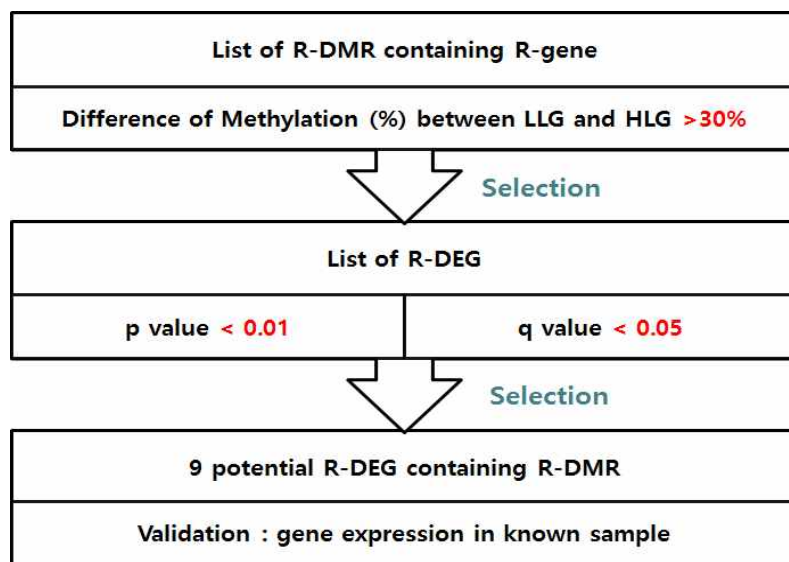 List of R-DMR containing R-gene
Difference of Methylation (%) between LLG and HLG >30%
Selection
List of R-DEG
p value < 0.01
q value < 0.05
Selection
9 potential R-DEG containing R-DMR
Validation : gene expression in known sample